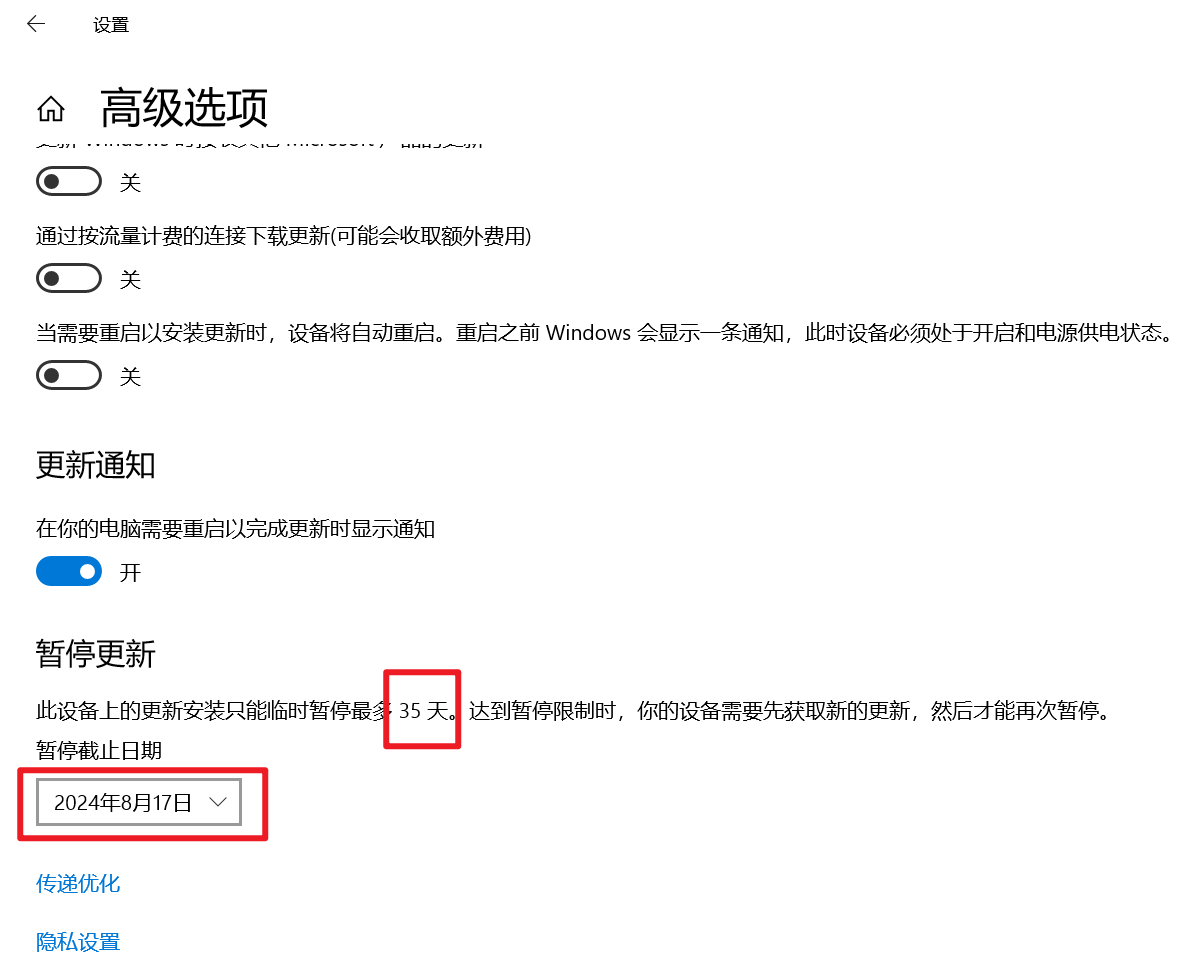 设置
高级选项
关
通过按流量计费的连接下载更新(可能会收取额外费用)
关
当需要重启以安装更新时，设备将自动重启。重启之前 Windows 会显示一条通知，此时设备必须处于开启和电源供电状态。
关
更新通知
在你的电脑需要重启以完成更新时显示通知
开
暂停更新
此设备上的更新安装只能临时暂停最多 35 天。达到暂停限制时，你的设备需要先获取新的更新，然后才能再次暂停。
暂停截止日期
2024年8月17日
传递优化
隐私设置